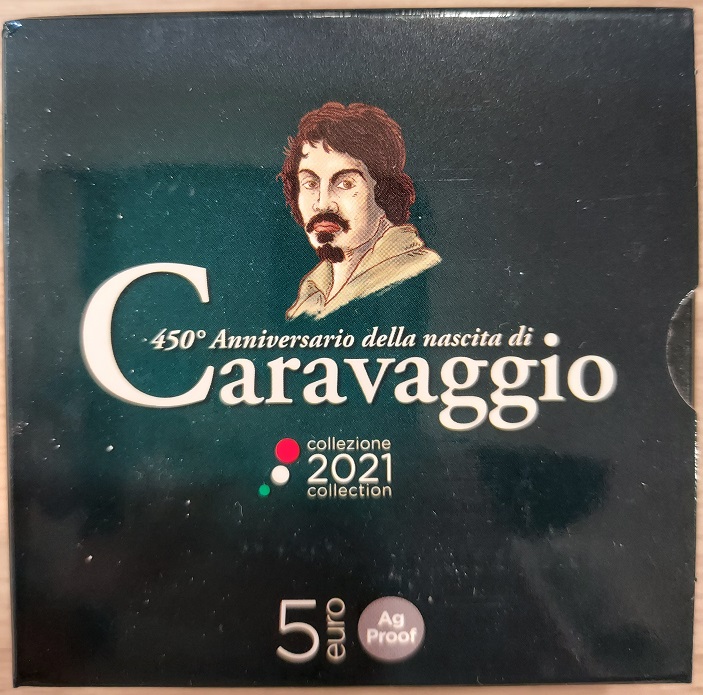 450° Anniversario della nascita di
Caravaggio
collezione
2021
collection
5 euro
Ag
Proof